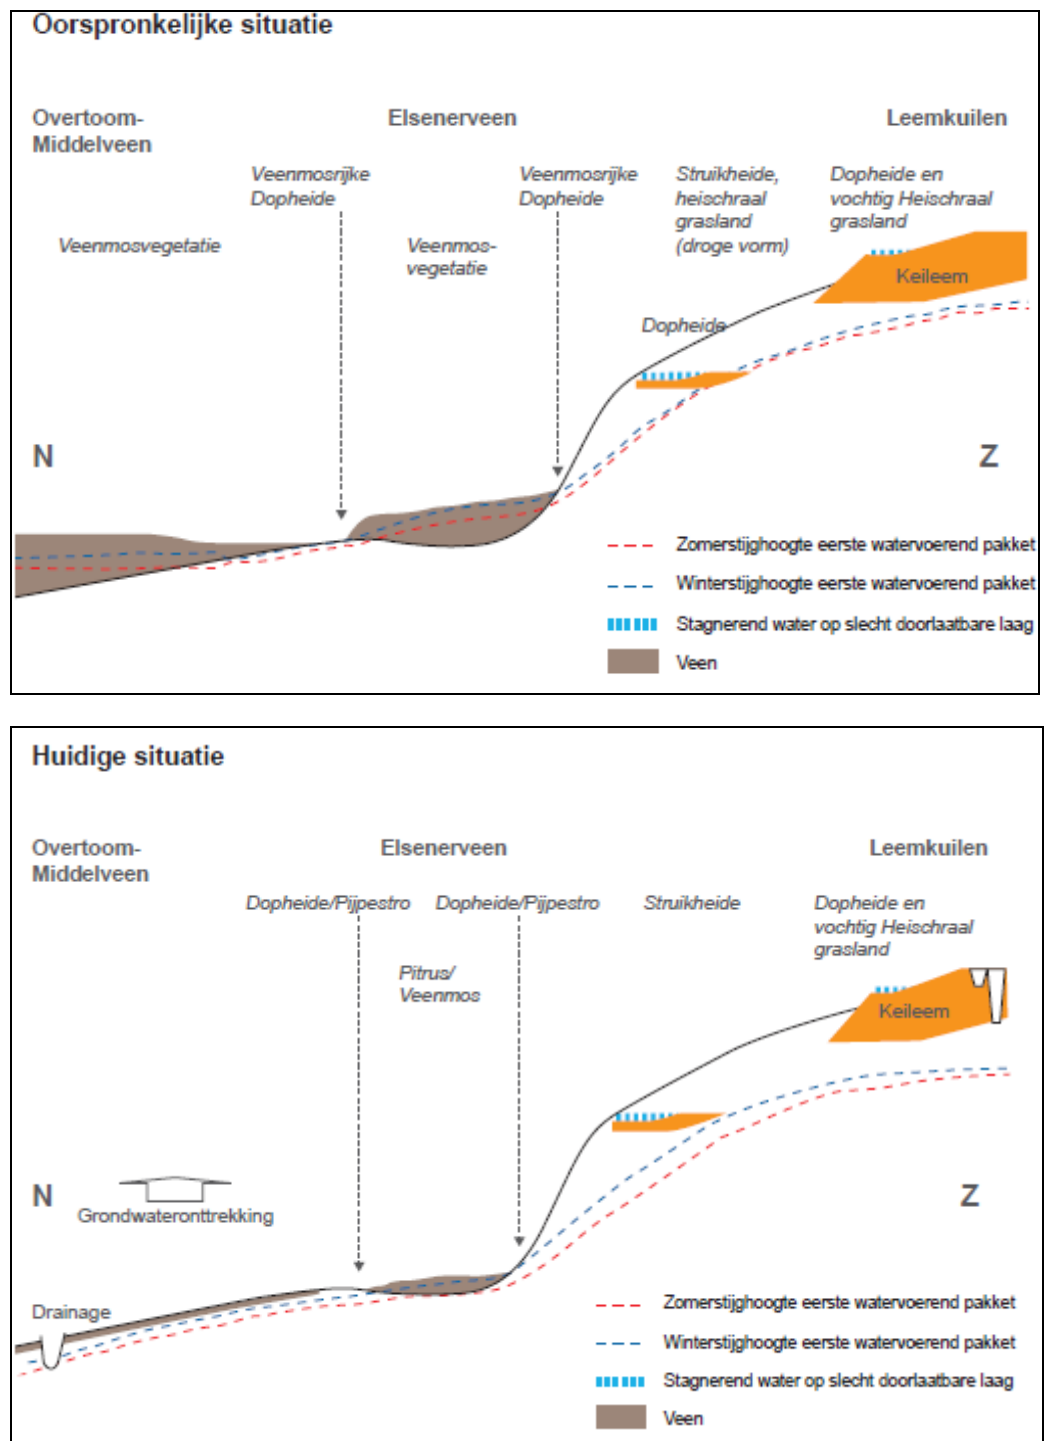 Oorspronkelijke situatie
Overtoom-
Middelveen
Elsenerveen
Leemkuilen
Veenmosrijke
Dopheide
Veenmosrijke
Dopheide
Struikheide,
heischraal
grasland
(droge vorm)
Dopheide en
vochtig Heischraal
grasland
Veenmosvegetatie
Veenmos-
vegetatie
Keileem
Dopheide
N
Z
Zomerstijghoogte eerste watervoerend pakket
Winterstijghoogte eerste watervoerend pakket
Stagnerend water op slecht doorlaatbare laag
Veen
Huidige situatie
Overtoom-
Middelveen
Elsenerveen
Leemkuilen
Dopheide/Pijpestro
Dopheide/Pijpestro
Struikheide
Dopheide en
vochtig Heischraal
grasland
Pitrus/
Veenmos
Keileem
N
Z
Grondwateronttrekking
Drainage
Zomerstijghoogte eerste watervoerend pakket
Winterstijghoogte eerste watervoerend pakket
Stagnerend water op slecht doorlaatbare laag
Veen